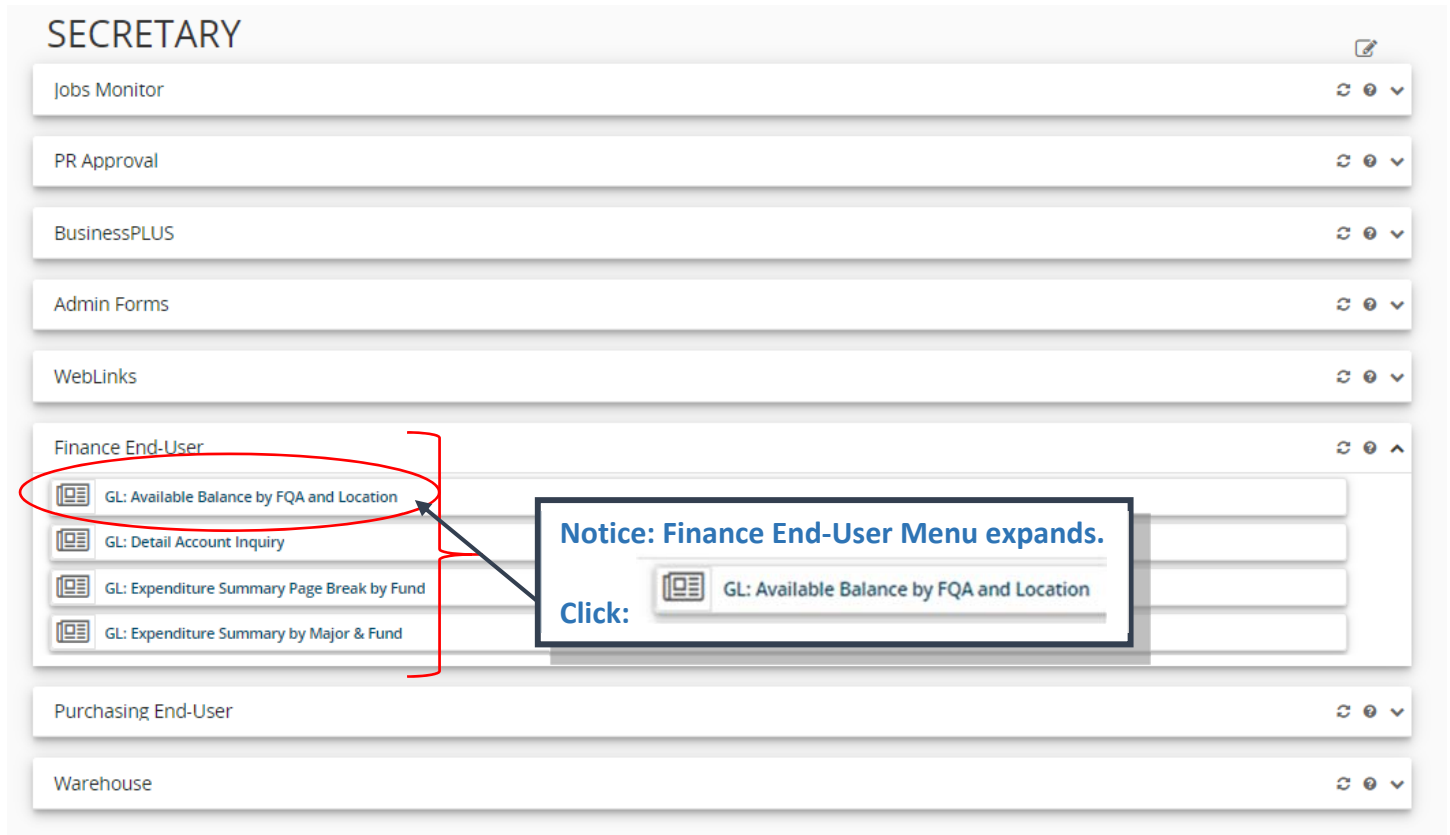 SECRETARY
Jobs Monitor
PR Approval
BusinessPLUS
Admin Forms
WebLinks
Finance End-User
GL: Available Balance by FQA and Location
GL: Detail Account Inquiry
GL: Expenditure Summary Page Break by Fund
GL: Expenditure Summary by Major & Fund
Notice: Finance End-User Menu expands.
GL: Available Balance by FQA and Location
Click:
Purchasing End-User
Warehouse